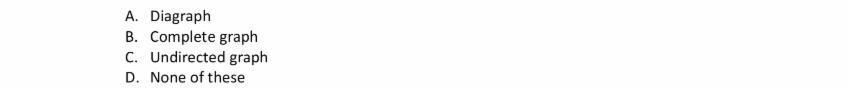 A. Diagraph
B. Complete graph
C. Undirected graph
D. None of these